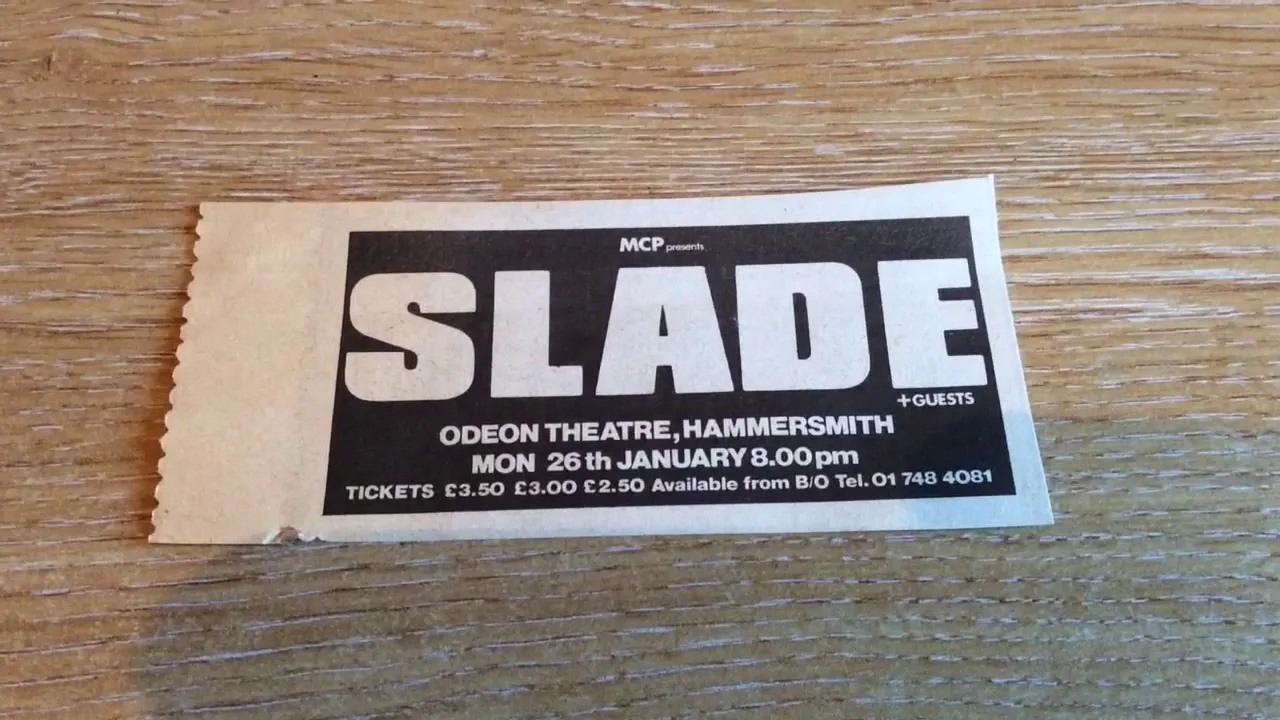 MCP presents
SLADE
+GUESTS
ODEON THEATRE, HAMMERSMITH
MON 26th JANUARY 8.00pm
TICKETS £3.50 £3.00 £2.50 Available from B/O Tel. 01 748 4081